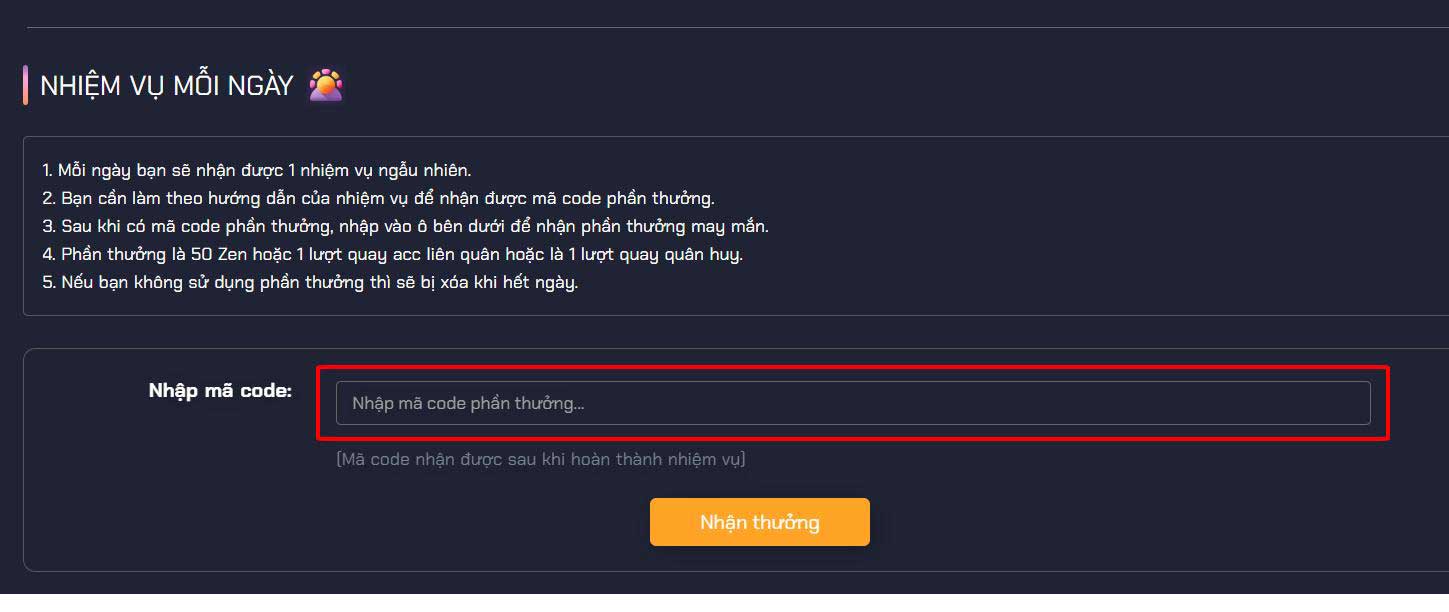 NHIỆM VỤ MỖI NGÀY
1. Mỗi ngày bạn sẽ nhận được 1 nhiệm vụ ngẫu nhiên.
2. Bạn cần làm theo hướng dẫn của nhiệm vụ để nhận được mã code phần thưởng.
3. Sau khi có mã code phần thưởng, nhập vào ô bên dưới để nhận phần thưởng may mắn.
4. Phần thưởng là 50 Zen hoặc 1 lượt quay acc liên quân hoặc là 1 lượt quay quân huy.
5. Nếu bạn không sử dụng phần thưởng thì sẽ bị xóa khi hết ngày.
Nhập mã code:
Nhập mã code phần thưởng...
(Mã code nhận được sau khi hoàn thành nhiệm vụ)
Nhận thưởng